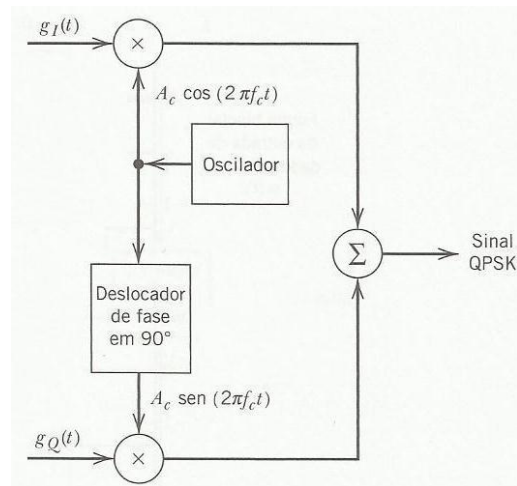 g_I(t)
×
A_c cos (2πf_ct)
Oscilador
Σ
Sinal
QPSK
Deslocador
de fase
em 90°
A_c sen (2πf_ct)
g_Q(t)
×